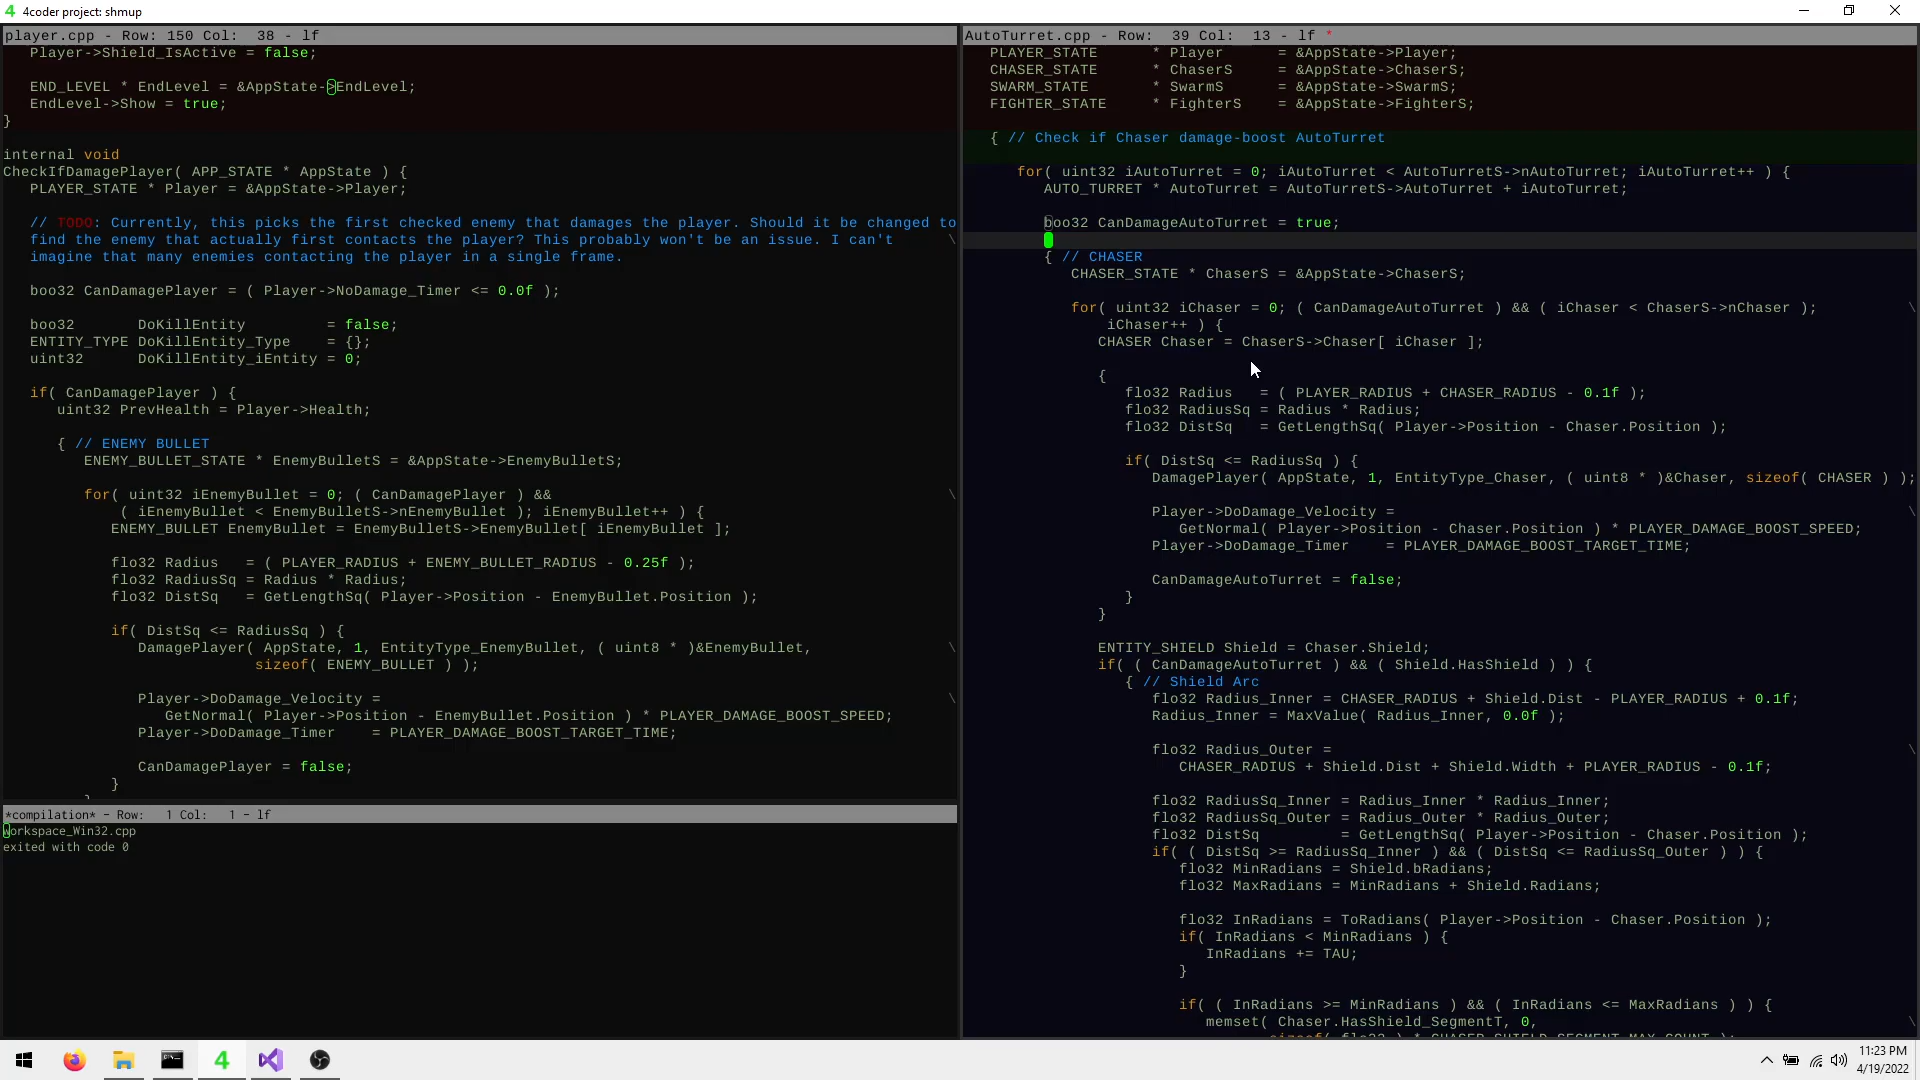 4 4coder project: shmup
player.cpp - Row: 150 Col:  38 - lf
    Player->Shield_IsActive = false;
    END_LEVEL * EndLevel = &AppState->EndLevel;
    EndLevel->Show = true;
}
internal void
CheckIfDamagePlayer( APP_STATE * AppState ) {
    PLAYER_STATE * Player = &AppState->Player;
    // TODO: Currently, this picks the first checked enemy that damages the player. Should it be changed to
    find the enemy that actually first contacts the player? This probably won't be an issue. I can't \
    imagine that many enemies contacting the player in a single frame.
    boo32 CanDamagePlayer = ( Player->NoDamage_Timer <= 0.0f );
    boo32       DoKillEntity         = false;
    ENTITY_TYPE DoKillEntity_Type    = {};
    uint32      DoKillEntity_iEntity = 0;
    if( CanDamagePlayer ) {
        uint32 PrevHealth = Player->Health;
        { // ENEMY BULLET
            ENEMY_BULLET_STATE * EnemyBulletS = &AppState->EnemyBulletS;
            for( uint32 iEnemyBullet = 0; ( CanDamagePlayer ) && \
                ( iEnemyBullet < EnemyBulletS->nEnemyBullet ); iEnemyBullet++ ) {
                ENEMY_BULLET EnemyBullet = EnemyBulletS->EnemyBullet[ iEnemyBullet ];
                flo32 Radius   = ( PLAYER_RADIUS + ENEMY_BULLET_RADIUS - 0.25f );
                flo32 RadiusSq = Radius * Radius;
                flo32 DistSq   = GetLengthSq( Player->Position - EnemyBullet.Position );
                if( DistSq <= RadiusSq ) {
                    DamagePlayer( AppState, 1, EntityType_EnemyBullet, ( uint8 * )&EnemyBullet, \
                                 sizeof( ENEMY_BULLET ) );
                    Player->DoDamage_Velocity = \
                        GetNormal( Player->Position - EnemyBullet.Position ) * PLAYER_DAMAGE_BOOST_SPEED;
                    Player->DoDamage_Timer    = PLAYER_DAMAGE_BOOST_TARGET_TIME;
                    CanDamagePlayer = false;
                }
*compilation* - Row:   1 Col:   1 - lf
workspace_Win32.cpp
exited with code 0
AutoTurret.cpp - Row:  39 Col:  13 - lf *
    PLAYER_STATE      * Player      = &AppState->Player;
    CHASER_STATE      * ChaserS     = &AppState->ChaserS;
    SWARM_STATE       * SwarmS      = &AppState->SwarmS;
    FIGHTER_STATE     * FighterS    = &AppState->FighterS;
    { // Check if Chaser damage-boost AutoTurret
        for( uint32 iAutoTurret = 0; iAutoTurret < AutoTurretS->nAutoTurret; iAutoTurret++ ) {
            AUTO_TURRET * AutoTurret = AutoTurretS->AutoTurret + iAutoTurret;
            boo32 CanDamageAutoTurret = true;
            { // CHASER
                CHASER_STATE * ChaserS = &AppState->ChaserS;
                for( uint32 iChaser = 0; ( CanDamageAutoTurret ) && ( iChaser < ChaserS->nChaser ); \
                    iChaser++ ) {
                    CHASER Chaser = ChaserS->Chaser[ iChaser ];
                    {
                        flo32 Radius   = ( PLAYER_RADIUS + CHASER_RADIUS - 0.1f );
                        flo32 RadiusSq = Radius * Radius;
                        flo32 DistSq   = GetLengthSq( Player->Position - Chaser.Position );
                        if( DistSq <= RadiusSq ) {
                            DamagePlayer( AppState, 1, EntityType_Chaser, ( uint8 * )&Chaser, sizeof( CHASER ) );
                            Player->DoDamage_Velocity = \
                                GetNormal( Player->Position - Chaser.Position ) * PLAYER_DAMAGE_BOOST_SPEED;
                            Player->DoDamage_Timer    = PLAYER_DAMAGE_BOOST_TARGET_TIME;
                            CanDamageAutoTurret = false;
                        }
                    }
                    ENTITY_SHIELD Shield = Chaser.Shield;
                    if( ( CanDamageAutoTurret ) && ( Shield.HasShield ) ) {
                        { // Shield Arc
                            flo32 Radius_Inner = CHASER_RADIUS + Shield.Dist - PLAYER_RADIUS + 0.1f;
                            Radius_Inner = MaxValue( Radius_Inner, 0.0f );
                            flo32 Radius_Outer = \
                                CHASER_RADIUS + Shield.Dist + Shield.Width + PLAYER_RADIUS - 0.1f;
                            flo32 RadiusSq_Inner = Radius_Inner * Radius_Inner;
                            flo32 RadiusSq_Outer = Radius_Outer * Radius_Outer;
                            flo32 DistSq         = GetLengthSq( Player->Position - Chaser.Position );
                            if( ( DistSq >= RadiusSq_Inner ) && ( DistSq <= RadiusSq_Outer ) ) {
                                flo32 MinRadians = Shield.bRadians;
                                flo32 MaxRadians = MinRadians + Shield.Radians;
                                flo32 InRadians = ToRadians( Player->Position - Chaser.Position );
                                if( InRadians < MinRadians ) {
                                    InRadians += TAU;
                                }
                                if( ( InRadians >= MinRadians ) && ( InRadians <= MaxRadians ) ) {
                                    memset( Chaser.HasShield_SegmentT, 0, \
                                           sizeof( flo32 ) * CHASER_SHIELD_SEGMENT_MAX_COUNT );
4
11:23 PM
4/19/2022